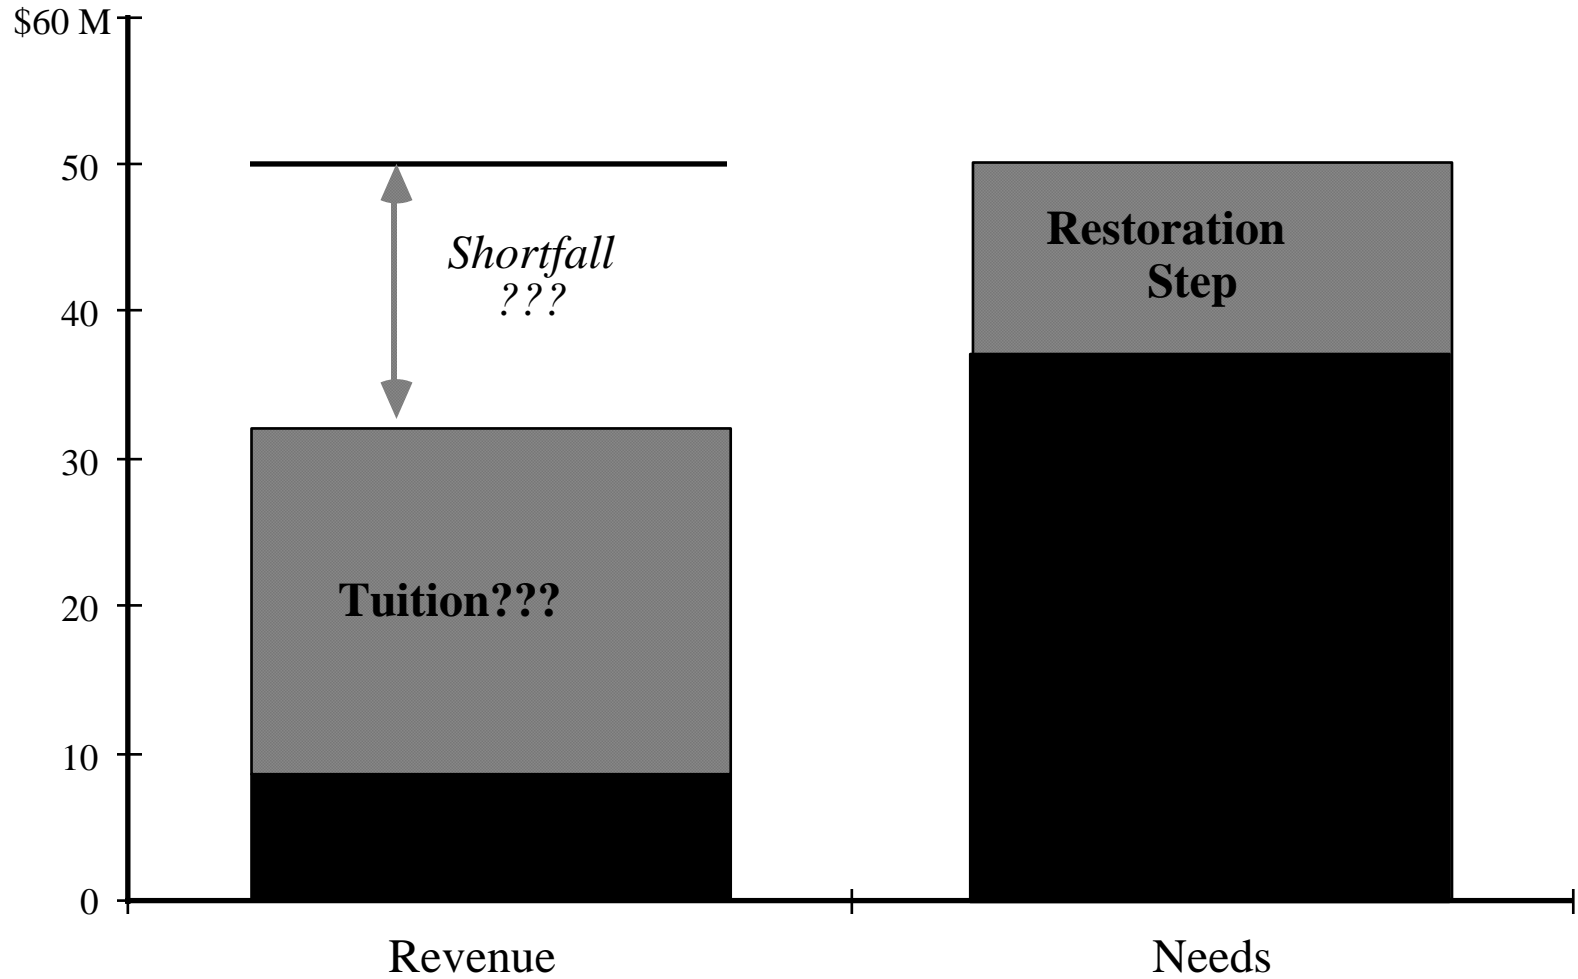 $60 M
50
40
30
20
10
0
Shortfall
???
Tuition???
Restoration
Step
Revenue
Needs